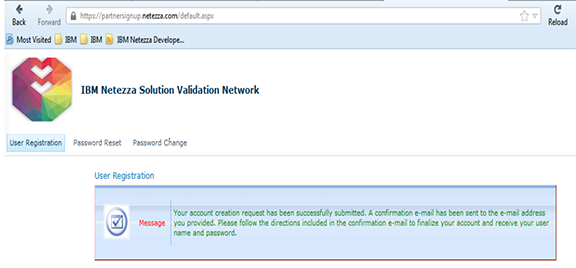 Back Forward https://partnersignup.netezza.com/default.aspx Reload
Most Visited IBM IBM IBM Netezza Develope...
IBM Netezza Solution Validation Network
User Registration Password Reset Password Change
User Registration
Message
Your account creation request has been successfully submitted. A confirmation e-mail has been sent to the e-mail address
you provided. Please follow the directions included in the confirmation e-mail to finalize your account and receive your user
name and password.